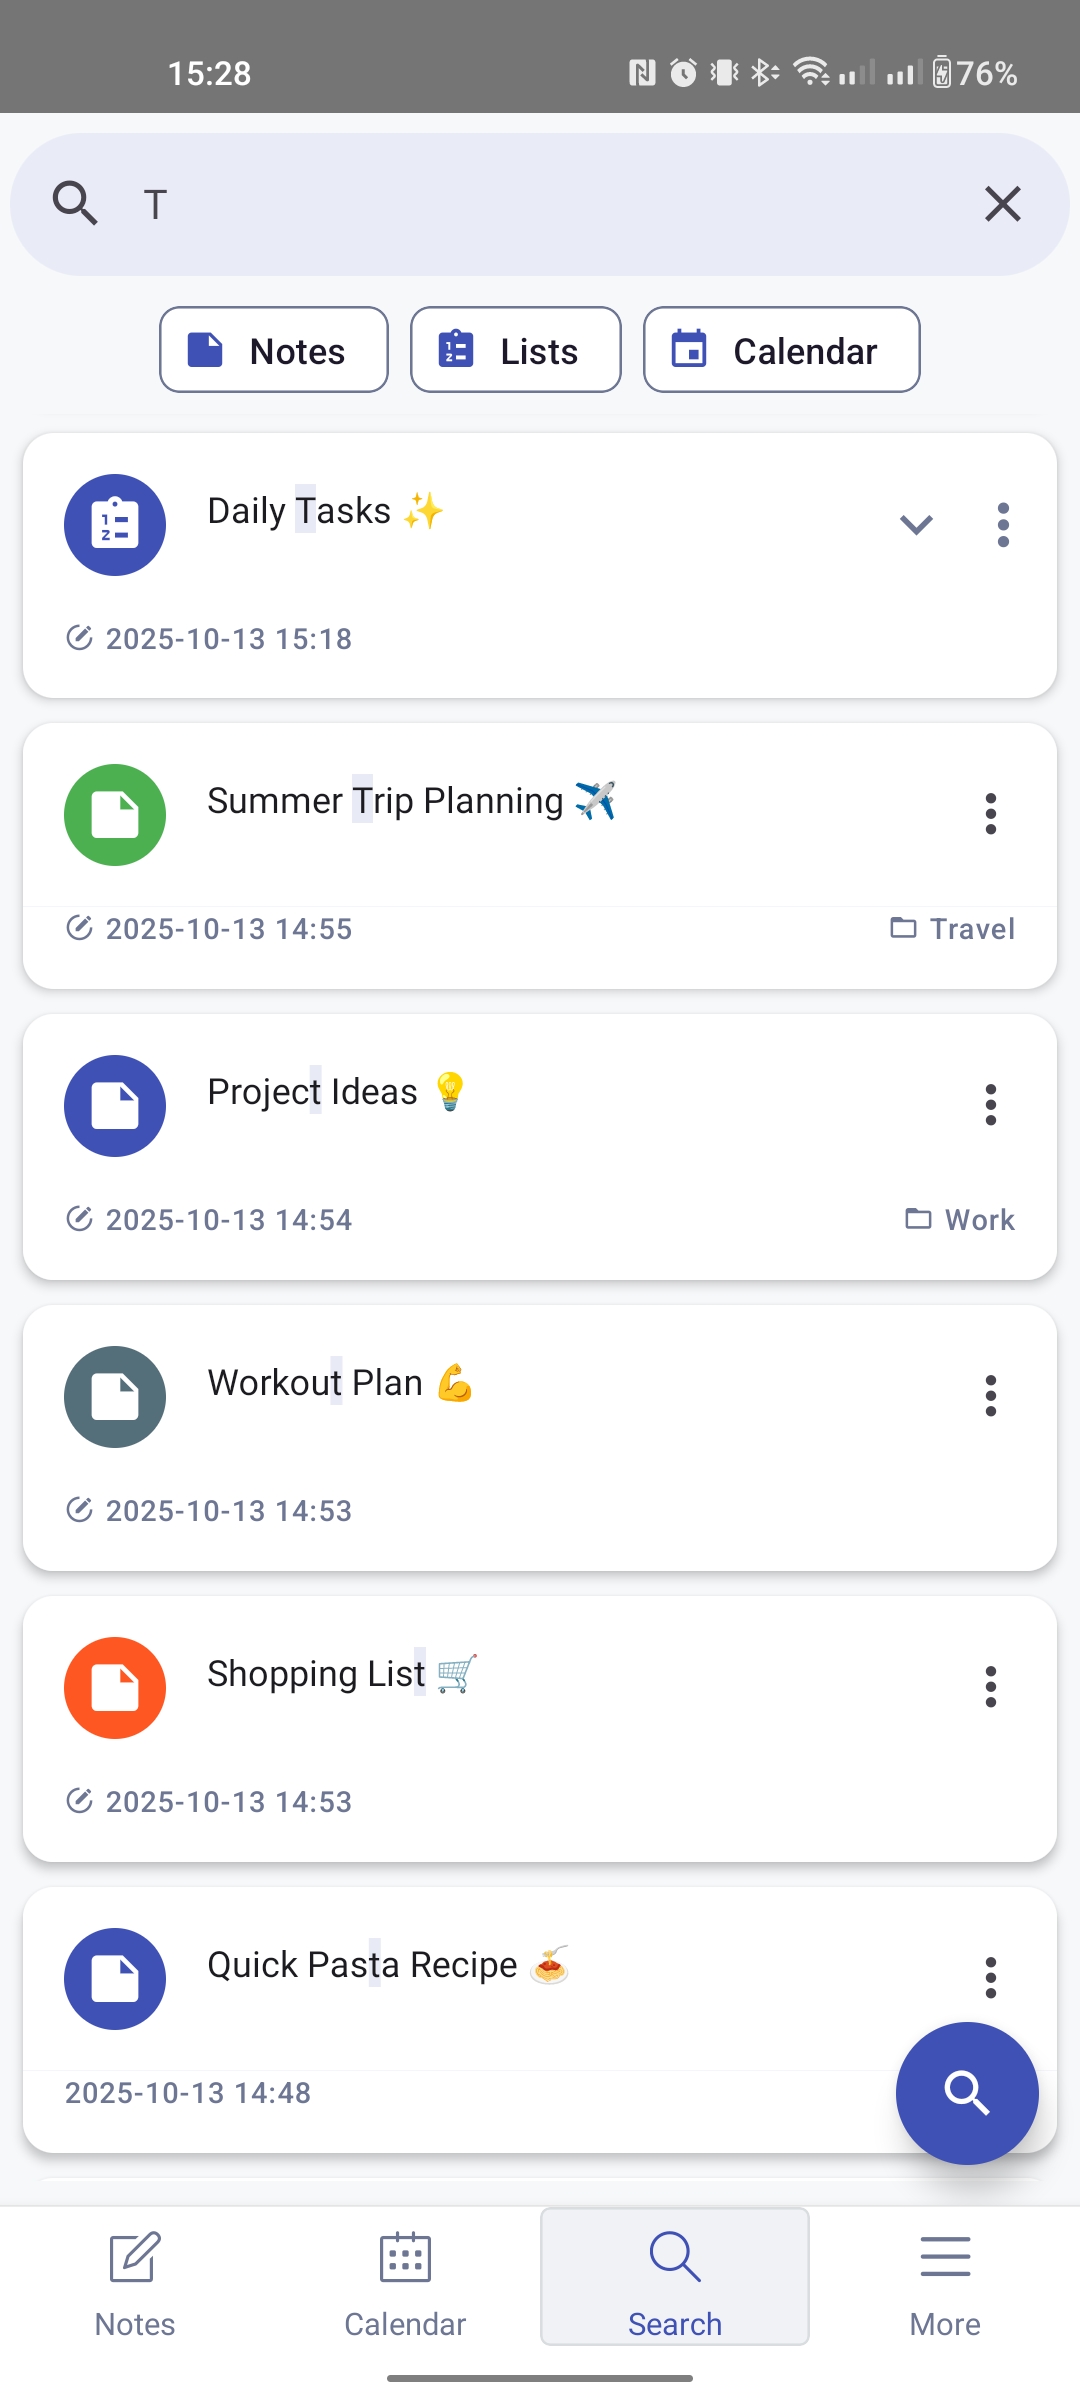 15:28 76%
T
Notes Lists Calendar
Daily Tasks ✨
2025-10-13 15:18
Summer Trip Planning ✈️
2025-10-13 14:55 Travel
Project Ideas 💡
2025-10-13 14:54 Work
Workout Plan 💪
2025-10-13 14:53
Shopping List 🛒
2025-10-13 14:53
Quick Pasta Recipe 🍝
2025-10-13 14:48
Notes Calendar Search More